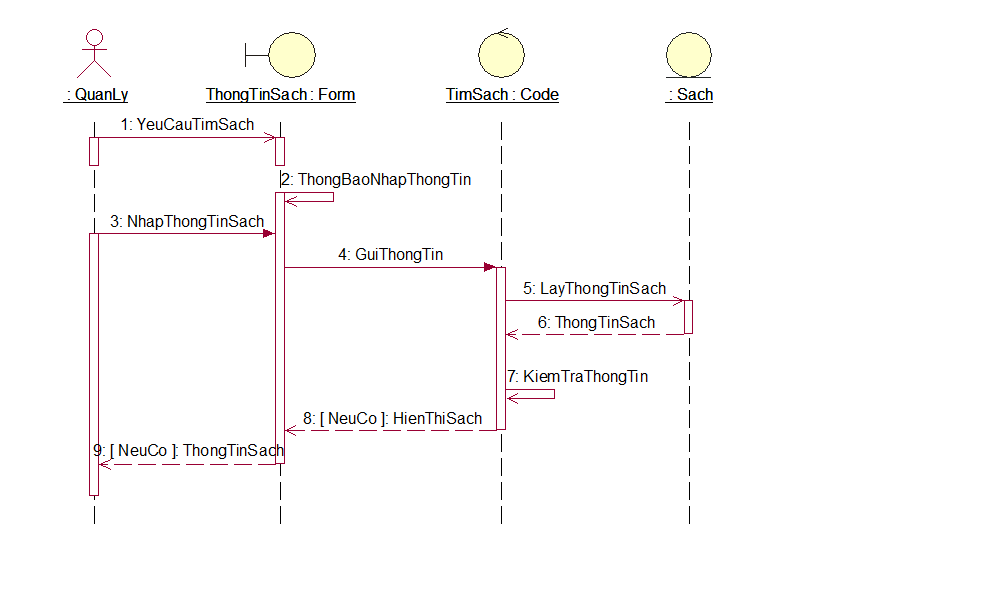 : QuanLy
ThongTinSach : Form
TimSach : Code
: Sach
1: YeuCauTimSach
2: ThongBaoNhapThongTin
3: NhapThongTinSach
4: GuiThongTin
5: LayThongTinSach
6: ThongTinSach
7: KiemTraThongTin
8: [ NeuCo ]: HienThiSach
9: [ NeuCo ]: ThongTinSach